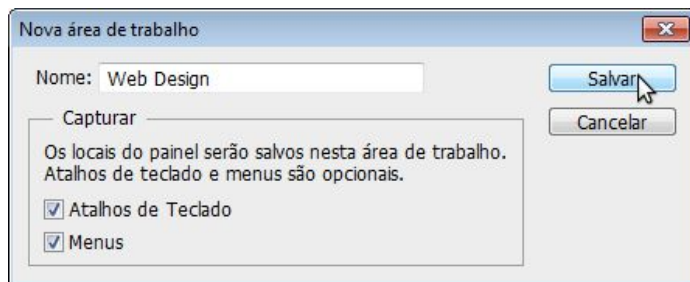 Nova área de trabalho
Nome: Web Design
Salvar
Capturar
Cancelar
Os locais do painel serão salvos nesta área de trabalho.
Atalhos de teclado e menus são opcionais.
Atalhos de Teclado
Menus